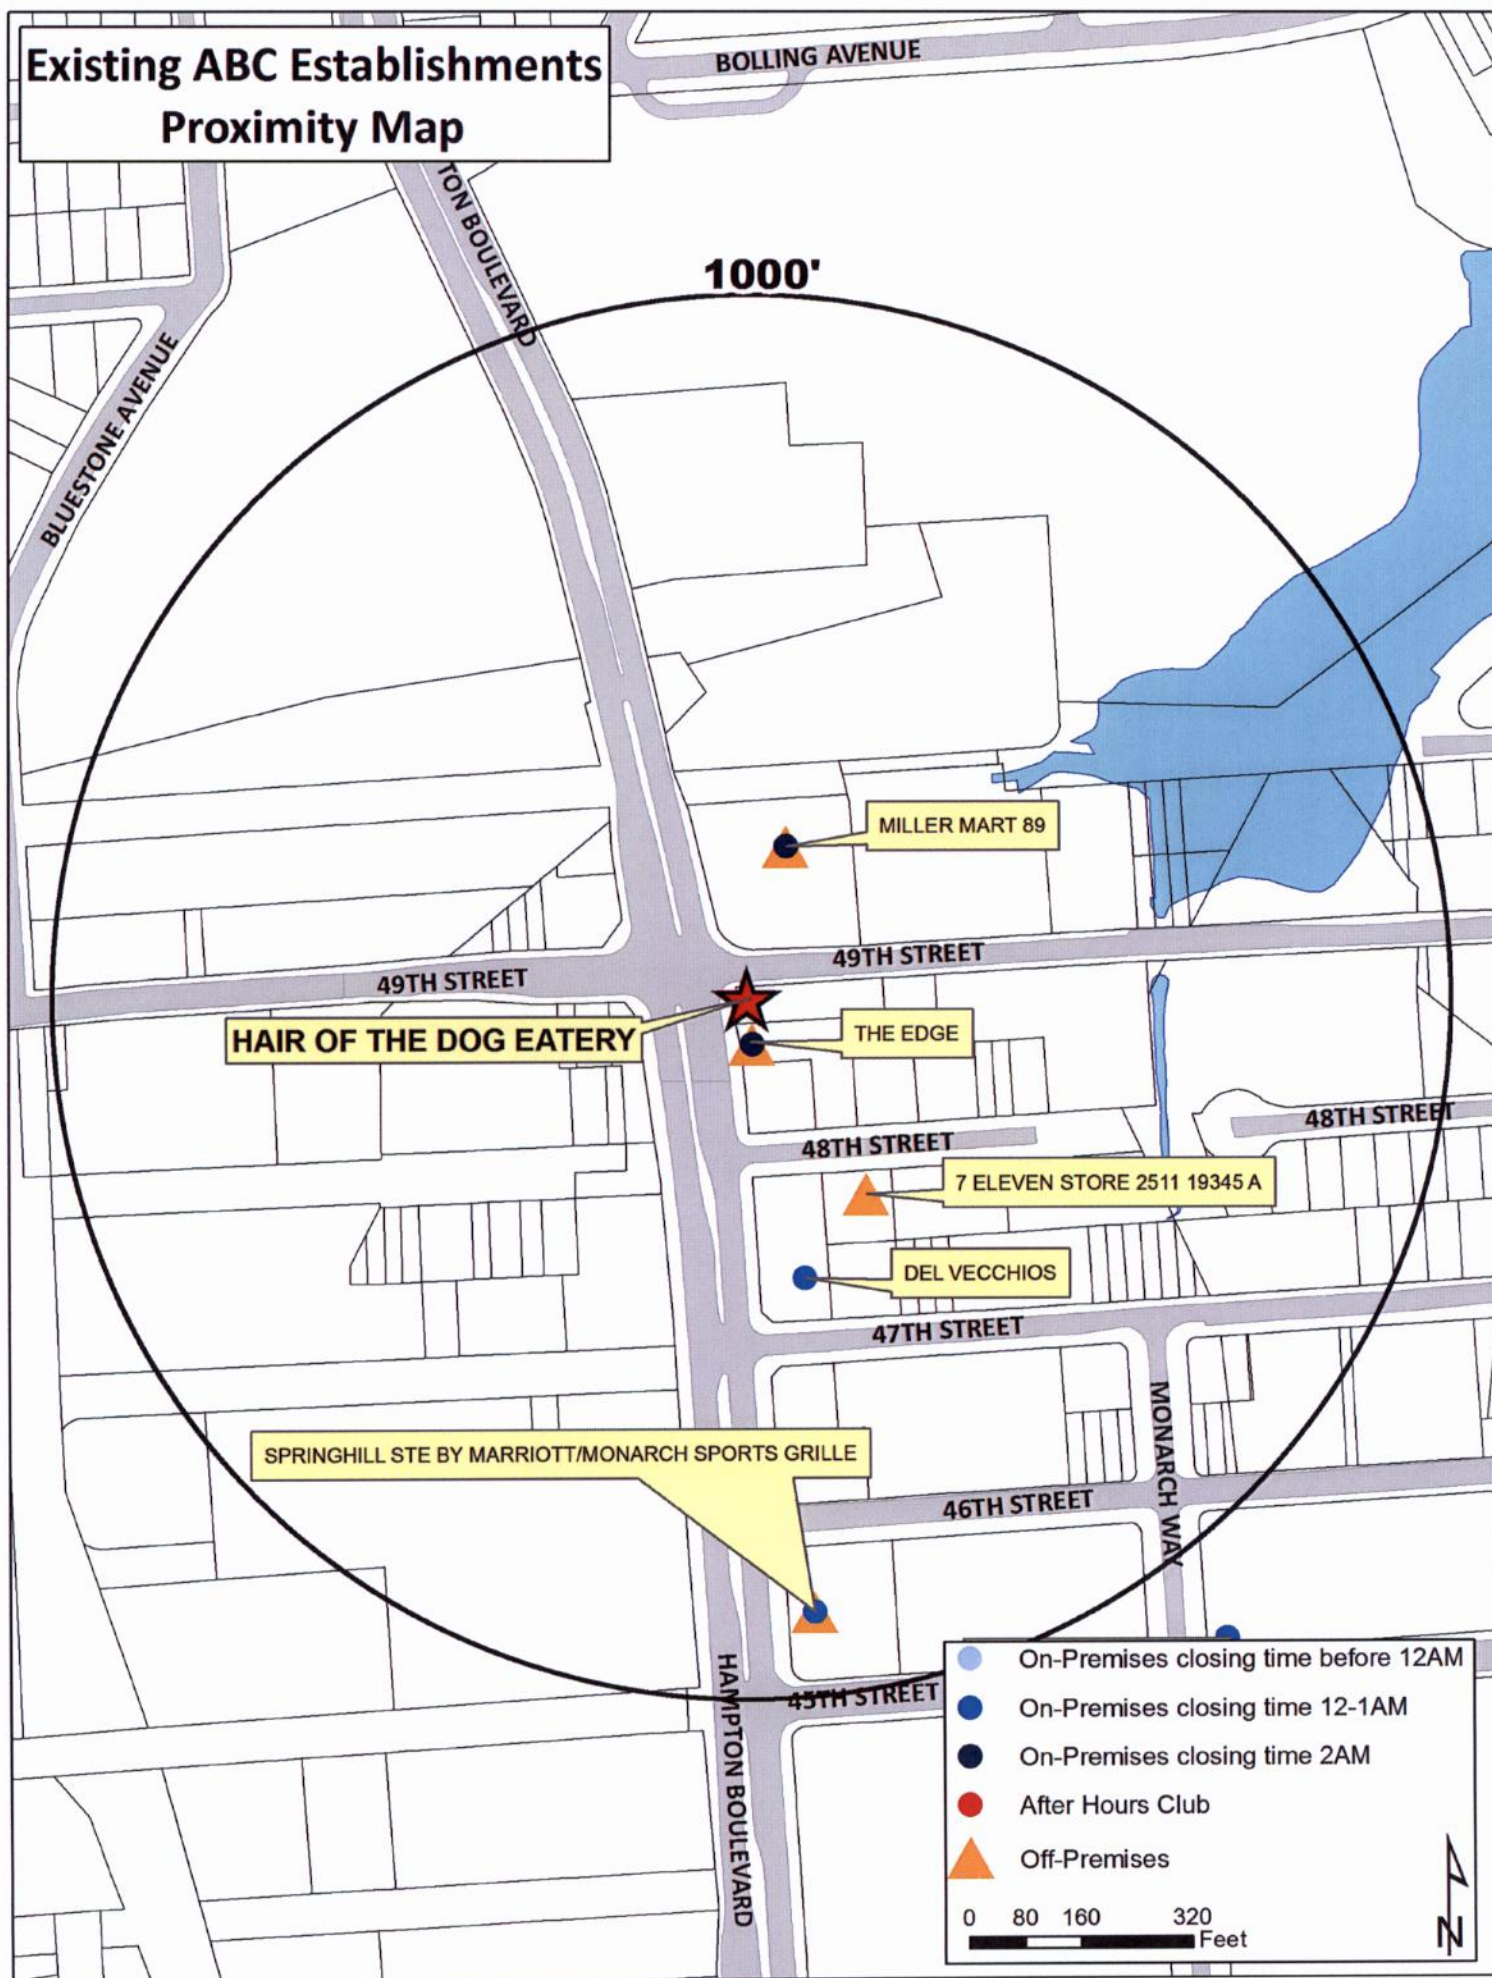 Existing ABC Establishments
Proximity Map
BOLLING AVENUE
TON BOULEVARD
1000'
BLUESTONE AVENUE
MILLER MART 89
49TH STREET
49TH STREET
HAIR OF THE DOG EATERY
THE EDGE
48TH STREET
48TH STREET
7 ELEVEN STORE 2511 19345 A
DEL VECCHIOS
47TH STREET
MONARCH WAY
SPRINGHILL STE BY MARRIOTT/MONARCH SPORTS GRILLE
46TH STREET
45TH STREET
HAMPTON BOULEVARD
On-Premises closing time before 12AM
On-Premises closing time 12-1AM
On-Premises closing time 2AM
After Hours Club
Off-Premises
0 80 160 320
Feet
N